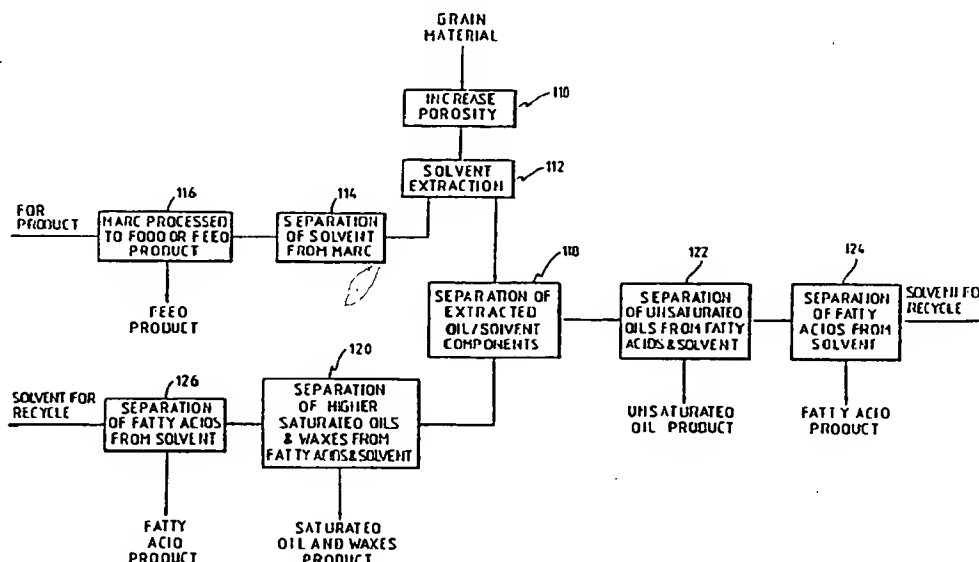 GRAIN
MATERIAL
110
INCREASE
POROSITY
112
SOLVENT
EXTRACTION
116
114
FOR
PRODUCT
MARC PROCESSED
TO FOOD OR FEED
PRODUCT
SEPARATION
OF SOLVENT
FROM MARC
FEED
PRODUCT
118
122
124
SEPARATION OF
EXTRACTED
OIL/SOLVENT
COMPONENTS
SEPARATION
OF UNSATURATED
OILS FROM FATTY
ACIDS & SOLVENT
SEPARATION
OF FATTY
ACIDS FROM
SOLVENT
SOLVENT FOR
RECYCLE
UNSATURATED
OIL PRODUCT
FATTY ACID
PRODUCT
120
126
SOLVENT FOR
RECYCLE
SEPARATION
OF FATTY ACIDS
FROM SOLVENT
SEPARATION
OF HIGHER
SATURATED OILS
& WAXES FROM
FATTY ACIDS & SOLVENT
FATTY
ACID
PRODUCT
SATURATED
OIL AND WAXES
PRODUCT